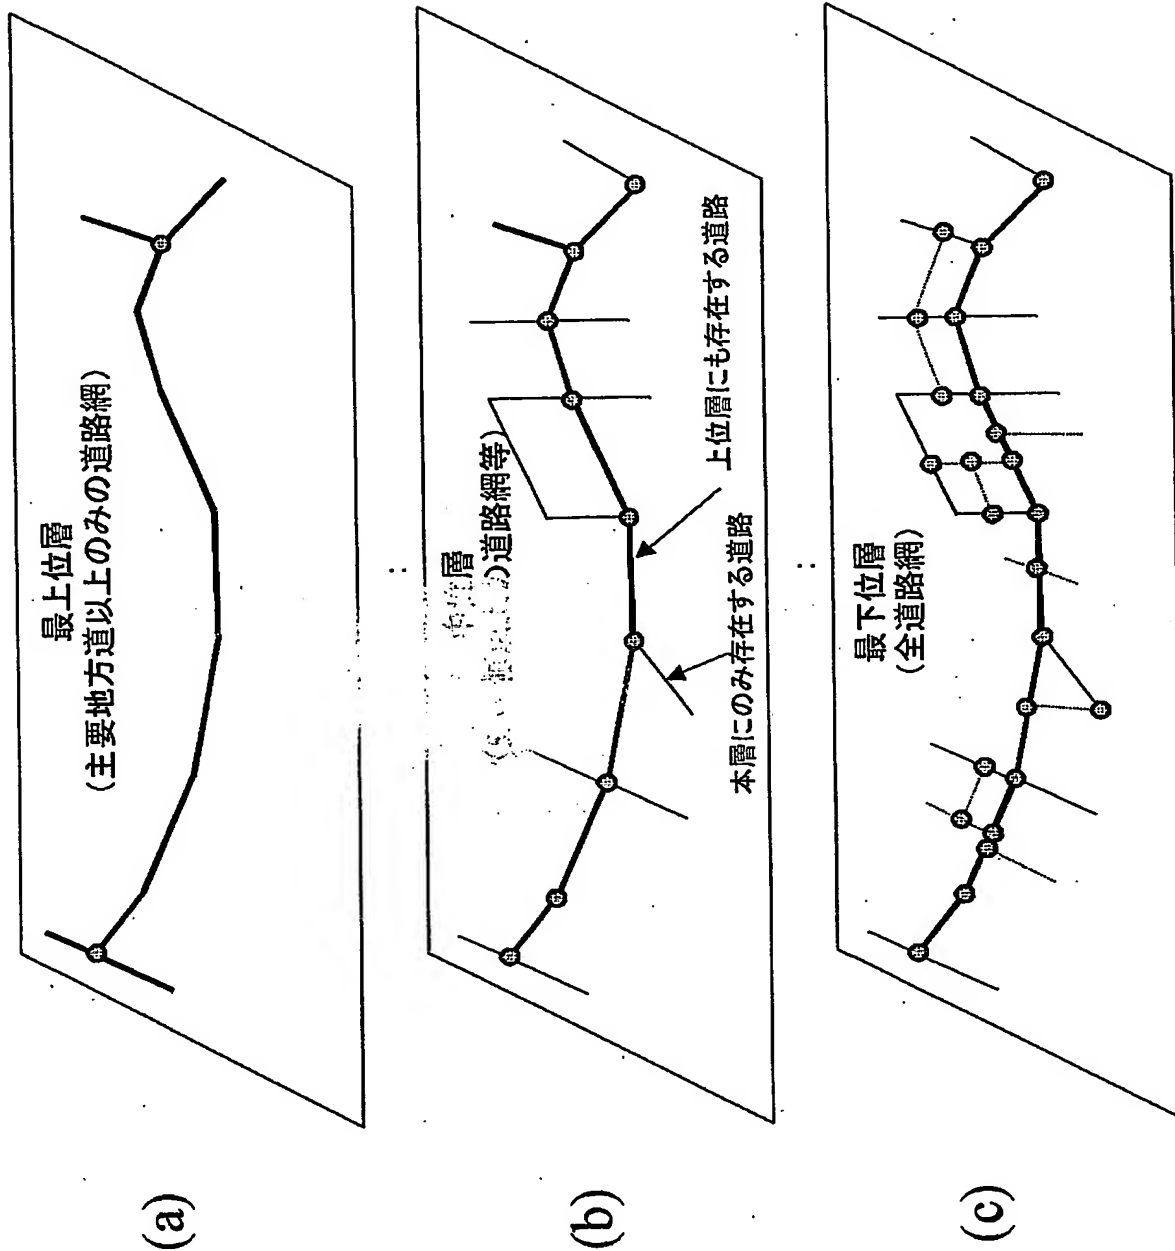 (a)
最上位層
(主要地方道以上のみの道路網)
:
(b)
層
道路網等)
上位層にも存在する道路
本層にのみ存在する道路
:
(c)
最下位層
(全道路網)